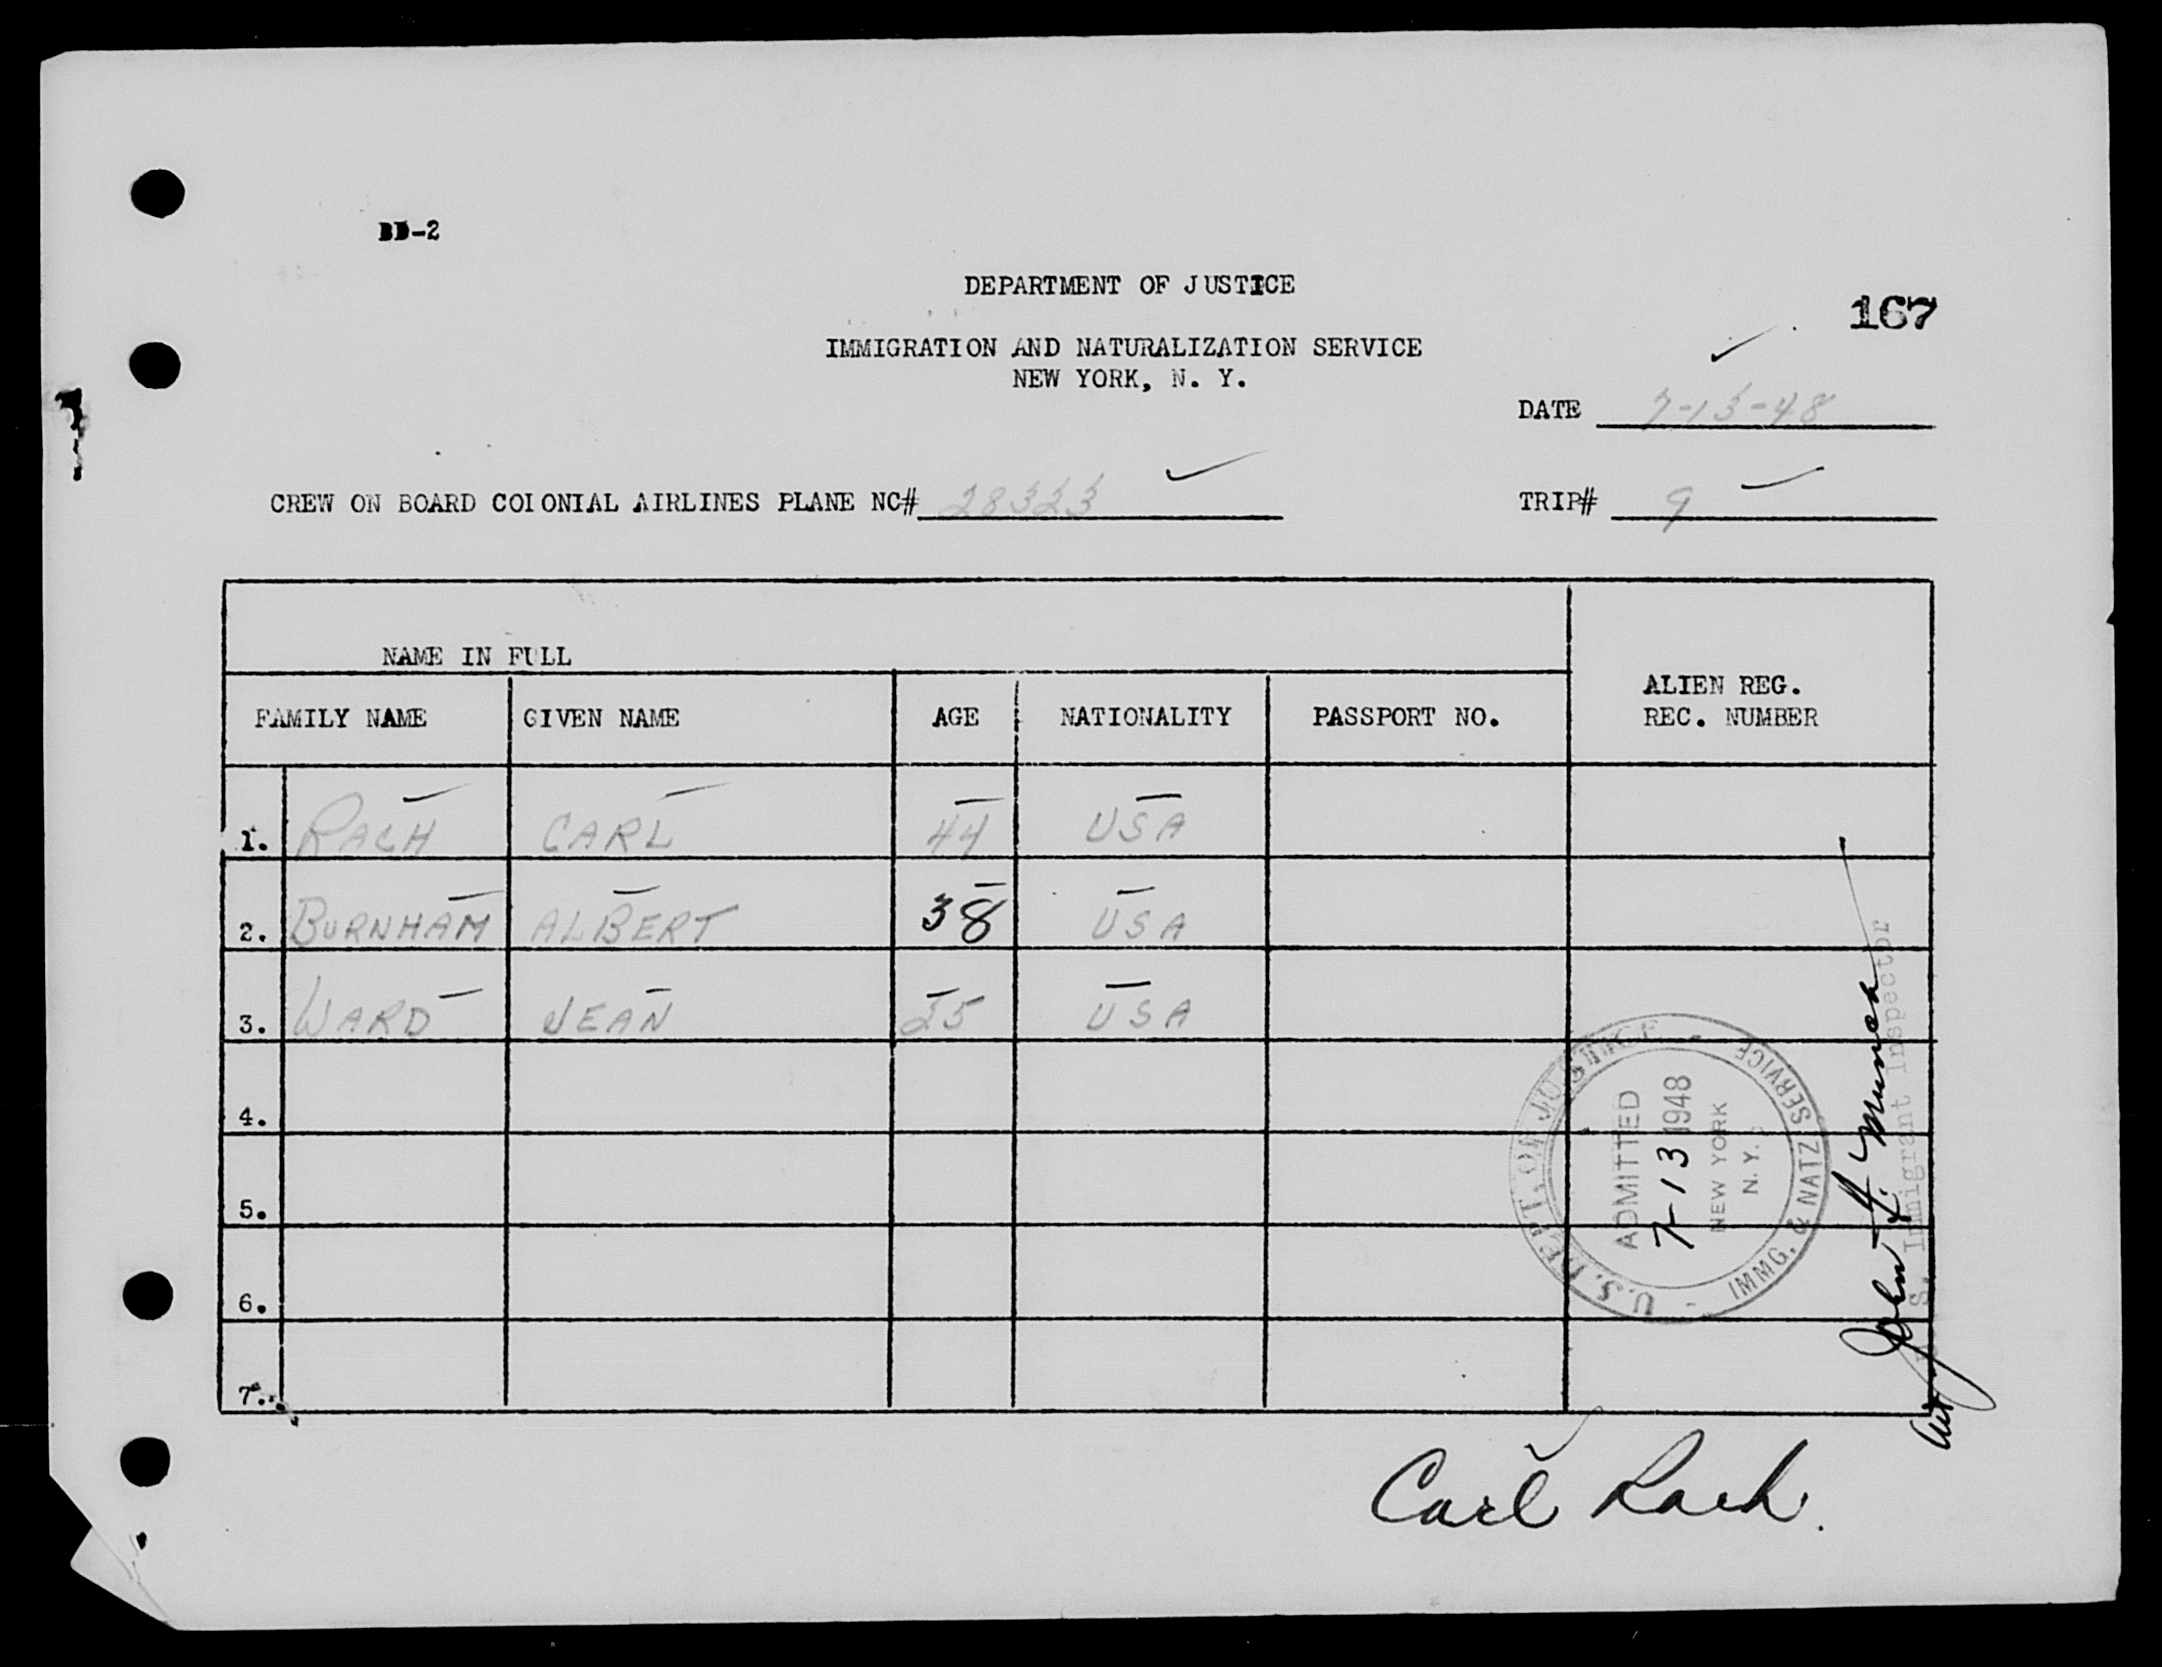 BD-2
DEPARTMENT OF JUSTICE
167
IMMIGRATION AND NATURALIZATION SERVICE
NEW YORK, N. Y.
DATE 7-13-48
CREW ON BOARD COLONIAL AIRLINES PLANE NC# 28323
TRIP# 9
NAME IN FULL
ALIEN REG.
REC. NUMBER
FAMILY NAME GIVEN NAME AGE NATIONALITY PASSPORT NO.
1. RACH CARL 44 USA
2. BURNHAM ALBERT 38 USA
3. WARD JEAN 25 USA
4.
5.
6.
7.
U.S. DEPT. OF JUSTICE - IMMG. & NATZ SERVICE -
ADMITTED
7-13 1948
NEW YORK
N. Y.
John H.
S. Immigrant Inspector
Carl Rach.